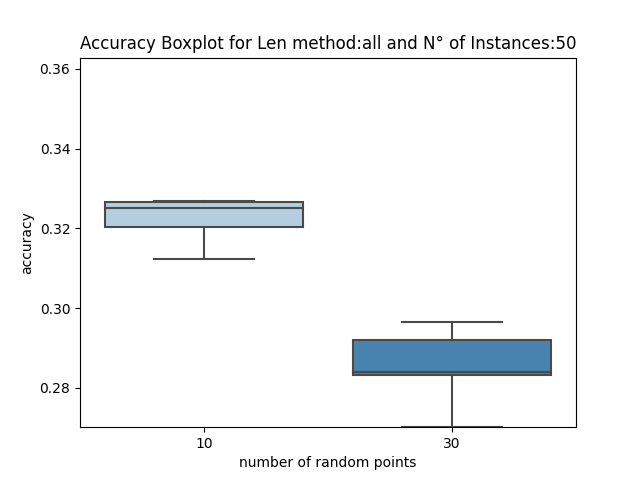 Accuracy Boxplot for Len method:all and N° of Instances:50
0.36
0.34
0.32
0.30
0.28
accuracy
10
30
number of random points